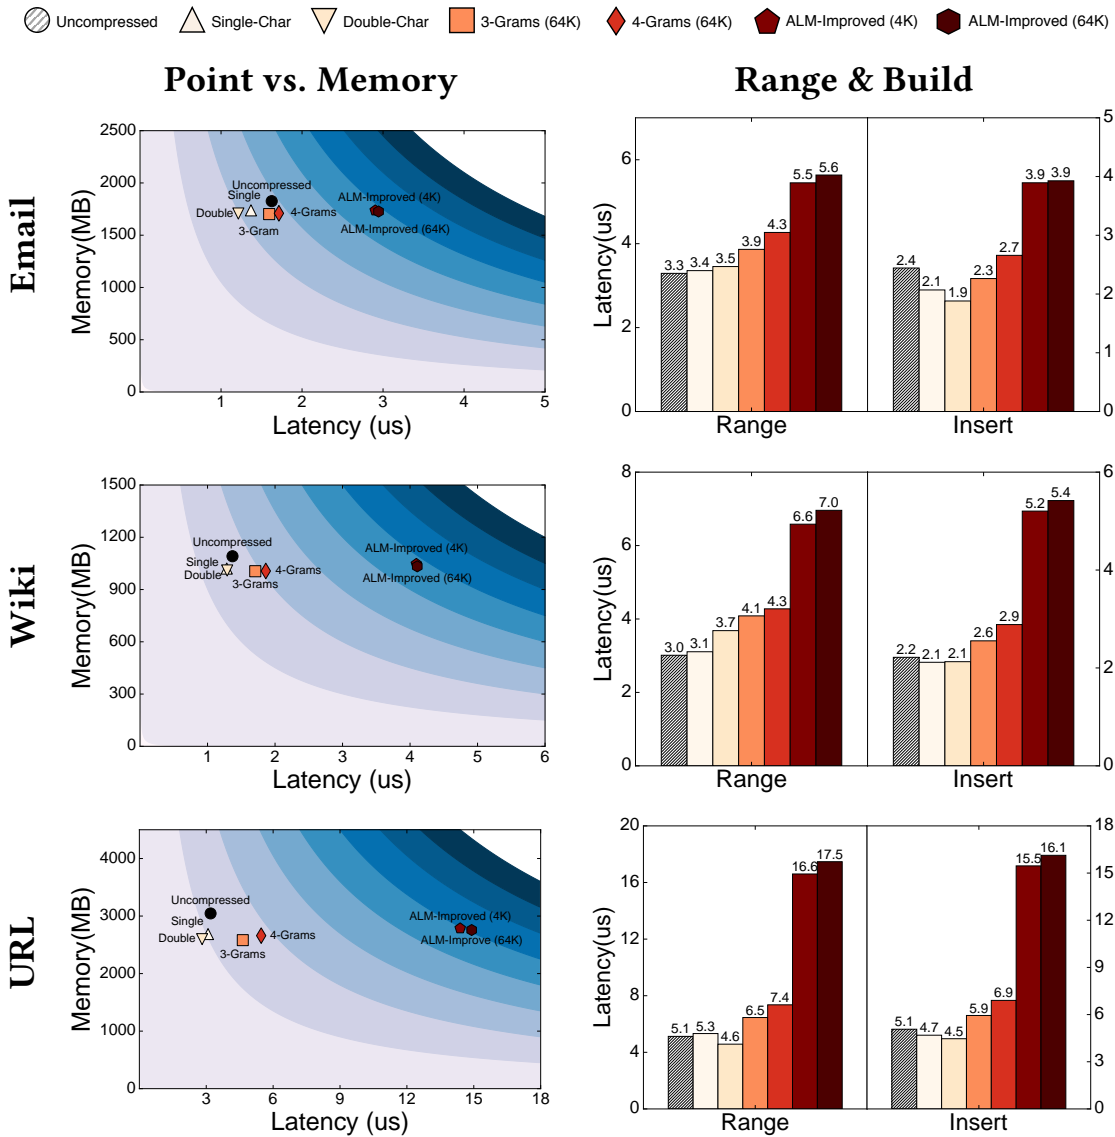 Uncompressed Single-Char Double-Char 3-Grams (64K) 4-Grams (64K) ALM-Improved (4K) ALM-Improved (64K)
Point vs. Memory
Range & Build
Email
Memory(MB)
2500
2000
1500
1000
500
0
Uncompressed
Single
Double
3-Gram
4-Grams
ALM-Improved (4K)
ALM-Improved (64K)
1 2 3 4 5
Latency (us)
Latency(us)
6
4
2
0
3.3 3.4 3.5 3.9 4.3 5.5 5.6
2.4 2.1 1.9 2.3 2.7 3.9 3.9
5
4
3
2
1
0
Range Insert
Wiki
Memory(MB)
1500
1200
900
600
300
0
Uncompressed
Single
Double
3-Grams
4-Grams
ALM-Improved (4K)
ALM-Improved (64K)
1 2 3 4 5 6
Latency (us)
Latency(us)
8
6
4
2
0
3.0 3.1 3.7 4.1 4.3 6.6 7.0
2.2 2.1 2.1 2.6 2.9 5.2 5.4
6
4
2
0
Range Insert
URL
Memory(MB)
4000
3000
2000
1000
0
Uncompressed
Single
Double
3-Grams
4-Grams
ALM-Improved (4K)
ALM-Improve (64K)
3 6 9 12 15 18
Latency (us)
Latency(us)
20
16
12
8
4
0
5.1 5.3 4.6 6.5 7.4 16.6 17.5
5.1 4.7 4.5 5.9 6.9 15.5 16.1
18
15
12
9
6
3
0
Range Insert